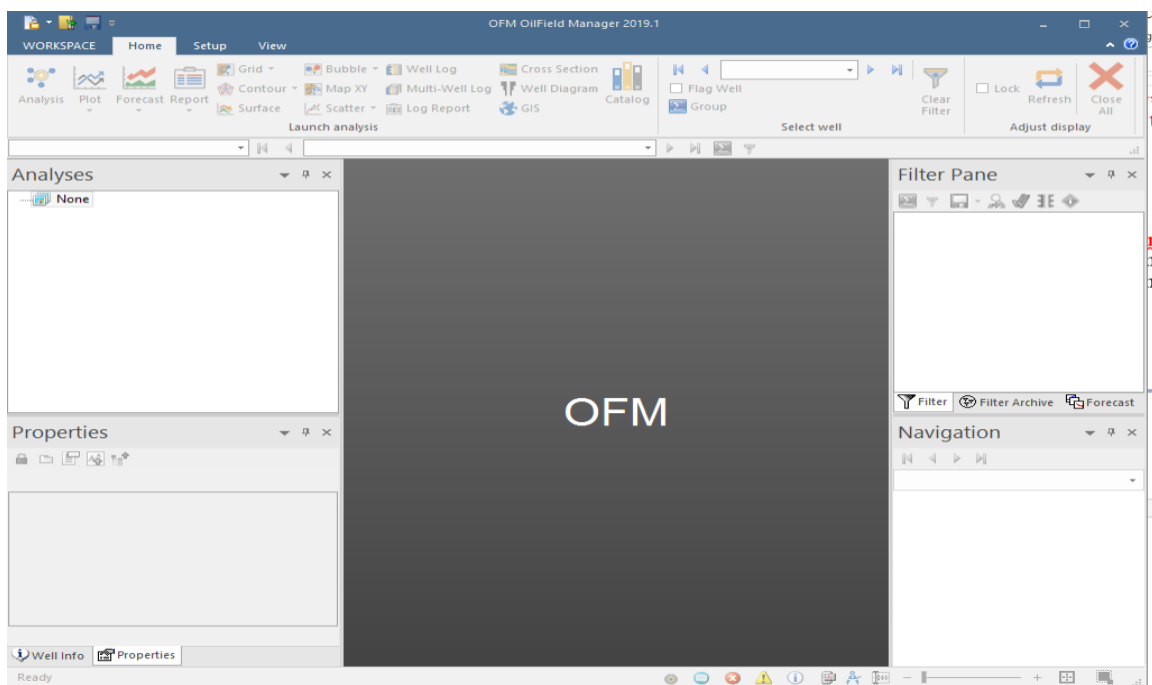 OFM OilField Manager 2019.1
WORKSPACE Home Setup View
Analysis Plot Forecast Report
Grid Bubble Well Log Cross Section
Contour Map XY Multi-Well Log Well Diagram
Surface Scatter Log Report GIS
Catalog
Launch analysis
Flag Well
Group
Select well
Clear Filter
Lock
Refresh
Close All
Adjust display
Analyses
None
Properties
Well Info Properties
OFM
Filter Pane
Filter Filter Archive Forecast
Navigation
Ready